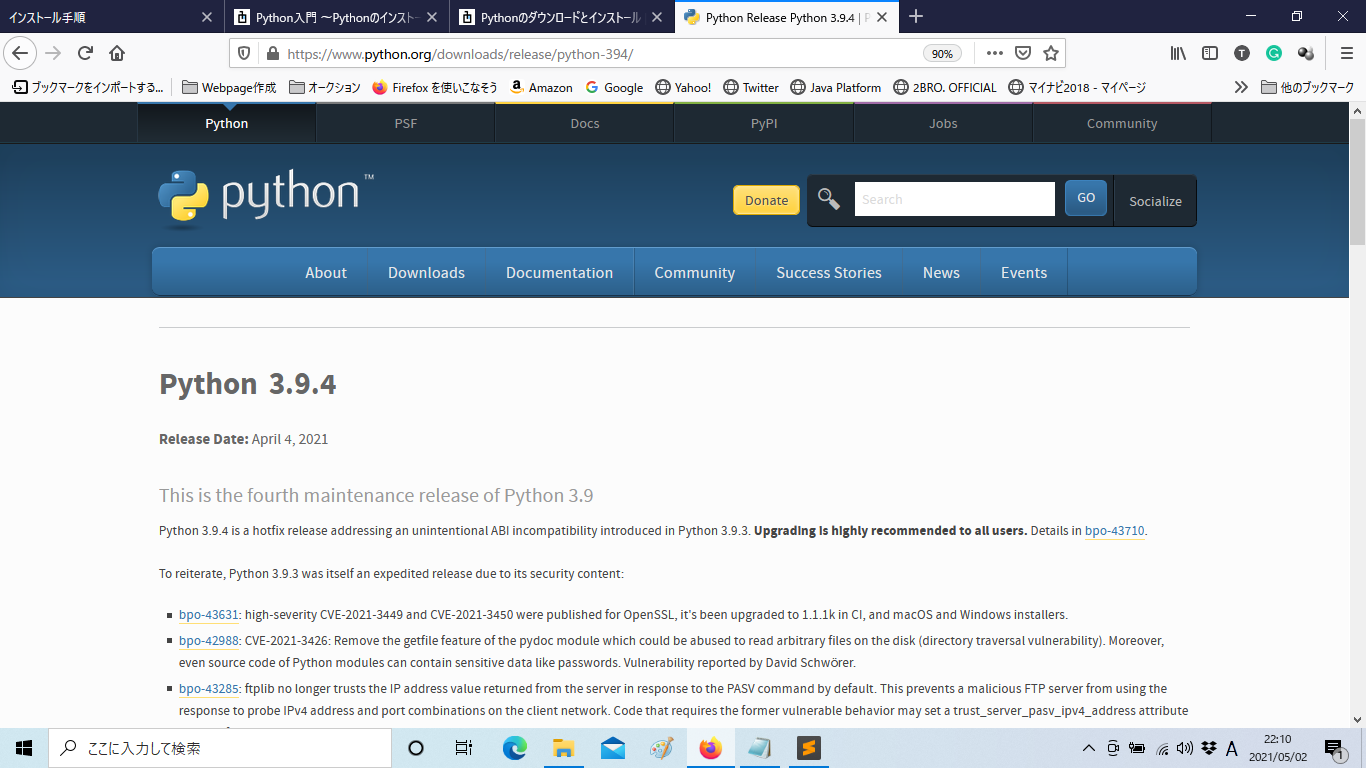 インストール手順
Python入門 ～Pythonのインスト
Pythonのダウンロードとインストール
Python Release Python 3.9.4 | P
https://www.python.org/downloads/release/python-394/
90%
ブックマークをインポートする...
Webpage作成
オークション
Firefox を使いこなそう
Amazon
Google
Yahoo!
Twitter
Java Platform
2BRO. OFFICIAL
マイナビ2018 - マイページ
他のブックマーク
Python
PSF
Docs
PyPI
Jobs
Community
python™
Donate
Search
GO
Socialize
About
Downloads
Documentation
Community
Success Stories
News
Events
Python 3.9.4
Release Date: April 4, 2021
This is the fourth maintenance release of Python 3.9
Python 3.9.4 is a hotfix release addressing an unintentional ABI incompatibility introduced in Python 3.9.3. Upgrading is highly recommended to all users. Details in bpo-43710.
To reiterate, Python 3.9.3 was itself an expedited release due to its security content:
bpo-43631: high-severity CVE-2021-3449 and CVE-2021-3450 were published for OpenSSL, it's been upgraded to 1.1.1k in CI, and macOS and Windows installers.
bpo-42988: CVE-2021-3426: Remove the getfile feature of the pydoc module which could be abused to read arbitrary files on the disk (directory traversal vulnerability). Moreover,
even source code of Python modules can contain sensitive data like passwords. Vulnerability reported by David Schwörer.
bpo-43285: ftplib no longer trusts the IP address value returned from the server in response to the PASV command by default. This prevents a malicious FTP server from using the
response to probe IPv4 address and port combinations on the client network. Code that requires the former vulnerable behavior may set a trust_server_pasv_ipv4_address attribute
ここに入力して検索
A
22:10
2021/05/02
1